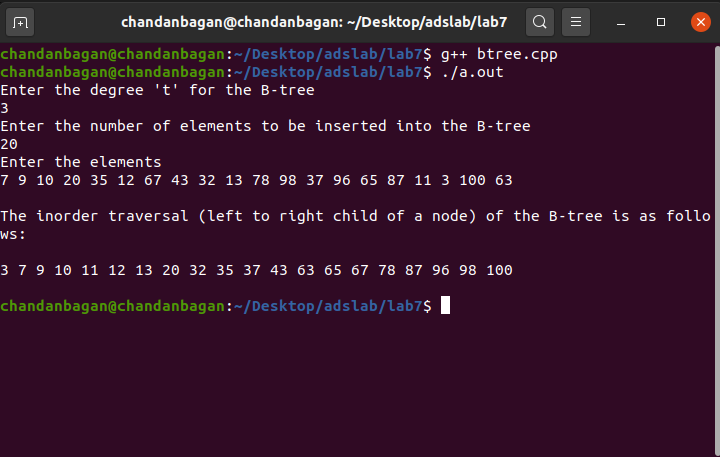 chandanbagan@chandanbagan: ~/Desktop/adslab/lab7
chandanbagan@chandanbagan:~/Desktop/adslab/lab7$ g++ btree.cpp
chandanbagan@chandanbagan:~/Desktop/adslab/lab7$ ./a.out
Enter the degree 't' for the B-tree
3
Enter the number of elements to be inserted into the B-tree
20
Enter the elements
7 9 10 20 35 12 67 43 32 13 78 98 37 96 65 87 11 3 100 63
The inorder traversal (left to right child of a node) of the B-tree is as follo
ws:
3 7 9 10 11 12 13 20 32 35 37 43 63 65 67 78 87 96 98 100
chandanbagan@chandanbagan:~/Desktop/adslab/lab7$